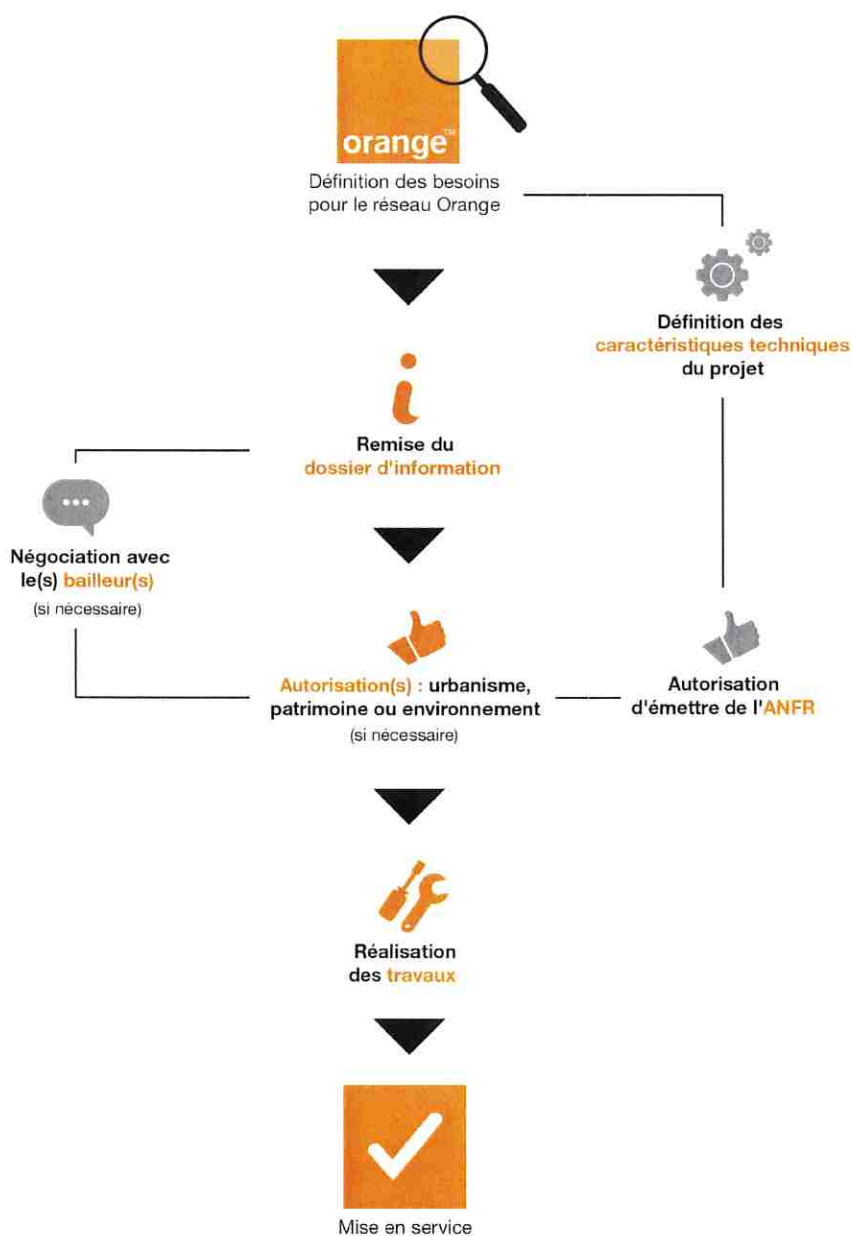 orange™
Définition des besoins
pour le réseau Orange
Définition des
caractéristiques techniques
du projet
Remise du
dossier d'information
Négociation avec
le(s) bailleur(s)
(si nécessaire)
Autorisation(s) : urbanisme,
patrimoine ou environnement
(si nécessaire)
Autorisation
d'émettre de l'ANFR
Réalisation
des travaux
Mise en service